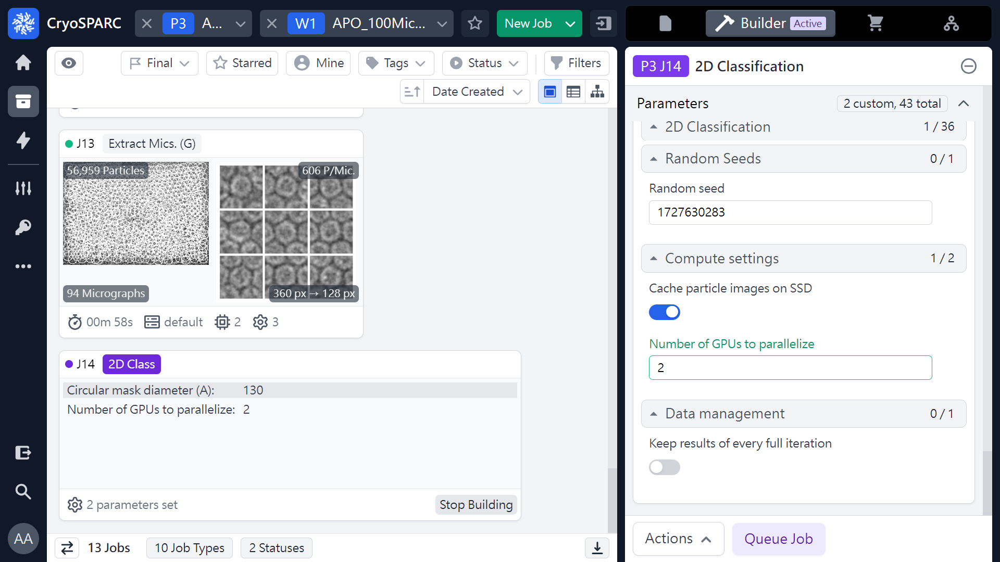 CryoSPARC
P3 A...
W1 APO_100Mic...
New Job
Builder Active
Final
Starred
Mine
Tags
Status
Filters
Date Created
J13 Extract Mics. (G)
56,959 Particles
606 P/Mic.
94 Micrographs
360 px → 128 px
00m 58s
default
2
3
J14 2D Class
Circular mask diameter (A): 130
Number of GPUs to parallelize: 2
2 parameters set
Stop Building
AA
13 Jobs
10 Job Types
2 Statuses
P3 J14 2D Classification
Parameters
2 custom, 43 total
2D Classification 1 / 36
Random Seeds 0 / 1
Random seed
1727630283
Compute settings 1 / 2
Cache particle images on SSD
Number of GPUs to parallelize
2
Data management 0 / 1
Keep results of every full iteration
Actions
Queue Job